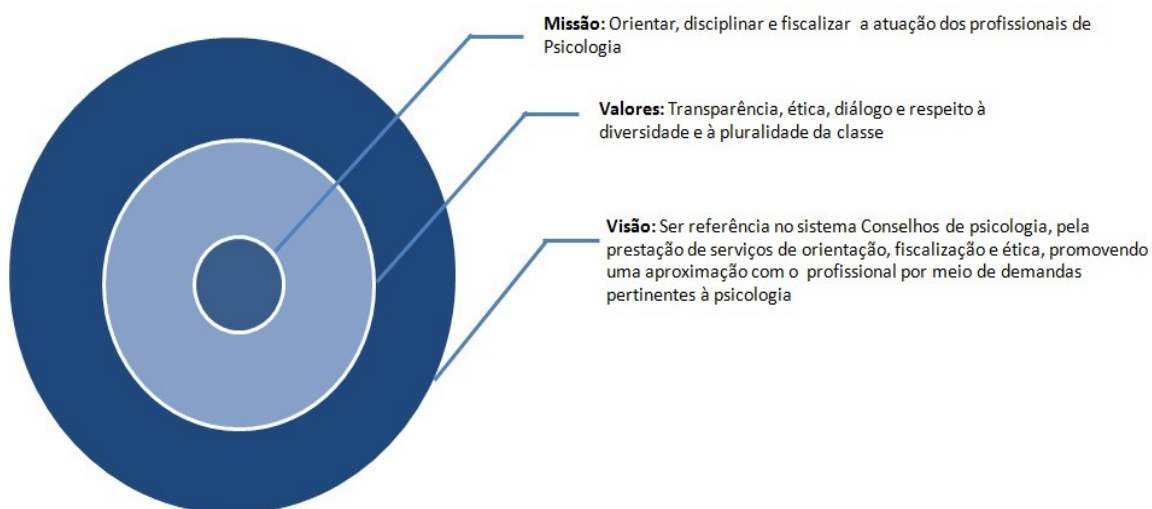 Missão: Orientar, disciplinar e fiscalizar a atuação dos profissionais de
Psicologia
Valores: Transparência, ética, diálogo e respeito à
diversidade e à pluralidade da classe
Visão: Ser referência no sistema Conselhos de psicologia, pela
prestação de serviços de orientação, fiscalização e ética, promovendo
uma aproximação com o profissional por meio de demandas
pertinentes à psicologia